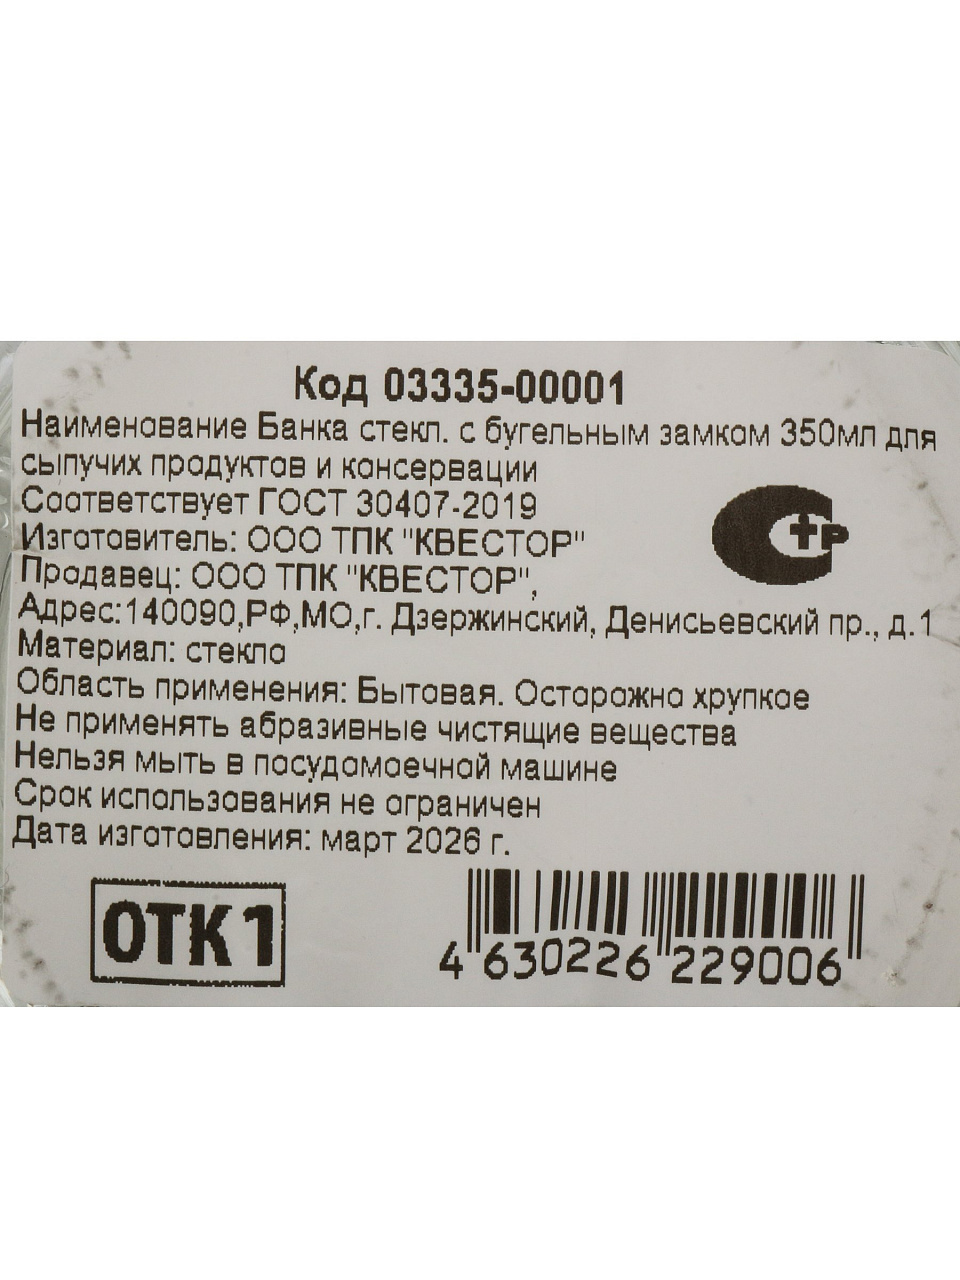 Код 03335-00001
Наименование Банка стекл. с бугельным замком 350мл для
сыпучих продуктов и консервации
Соответствует ГОСТ 30407-2019
Изготовитель: ООО ТПК "КВЕСТОР"
Продавец: ООО ТПК "КВЕСТОР",
Адрес:140090,РФ,МО,г. Дзержинский, Денисьевский пр., д.1
Материал: стекло
Область применения: Бытовая. Осторожно хрупкое
Не применять абразивные чистящие вещества
Нельзя мыть в посудомоечной машине
Срок использования не ограничен
Дата изготовления: март 2026 г.
ОТК 1
4 630226 229006